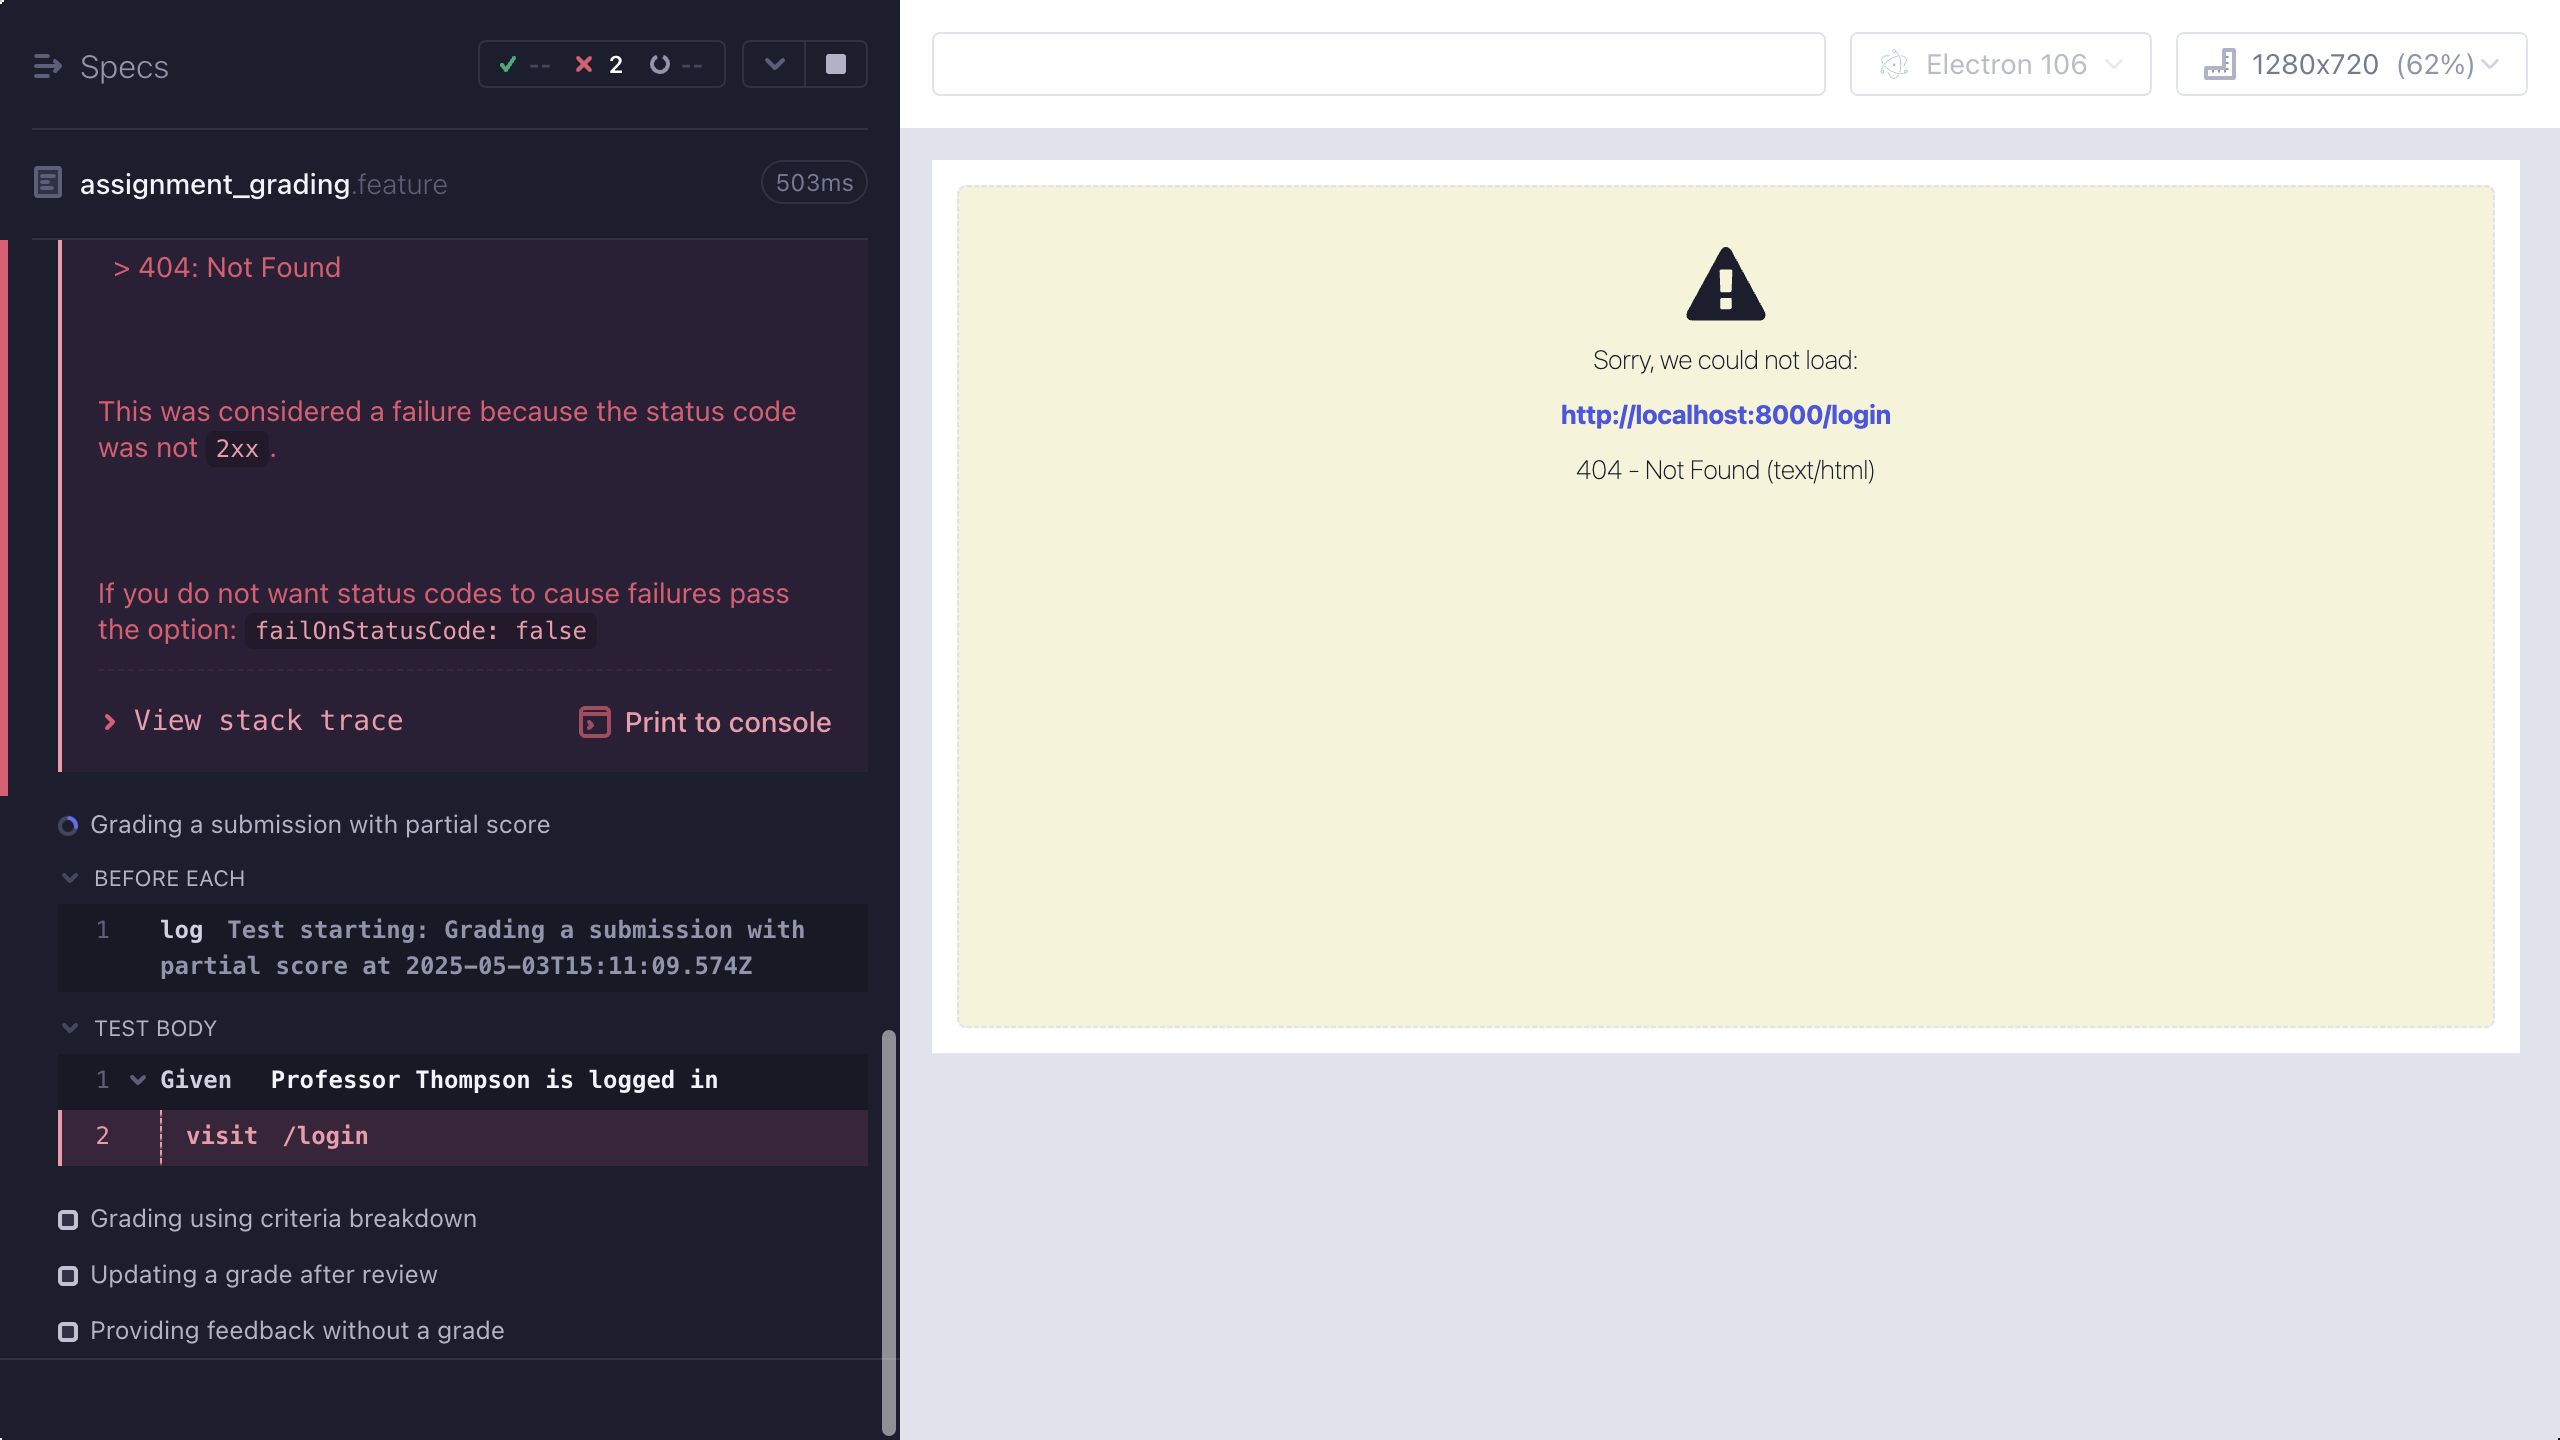 Specs
-- 2 --
assignment_grading.feature
503ms
> 404: Not Found
This was considered a failure because the status code
was not 2xx.
If you do not want status codes to cause failures pass
the option: failOnStatusCode: false
View stack trace
Print to console
Grading a submission with partial score
BEFORE EACH
1 log Test starting: Grading a submission with
partial score at 2025-05-03T15:11:09.574Z
TEST BODY
1 Given Professor Thompson is logged in
2 visit /login
Grading using criteria breakdown
Updating a grade after review
Providing feedback without a grade
Electron 106
1280x720 (62%)
Sorry, we could not load:
http://localhost:8000/login
404 - Not Found (text/html)